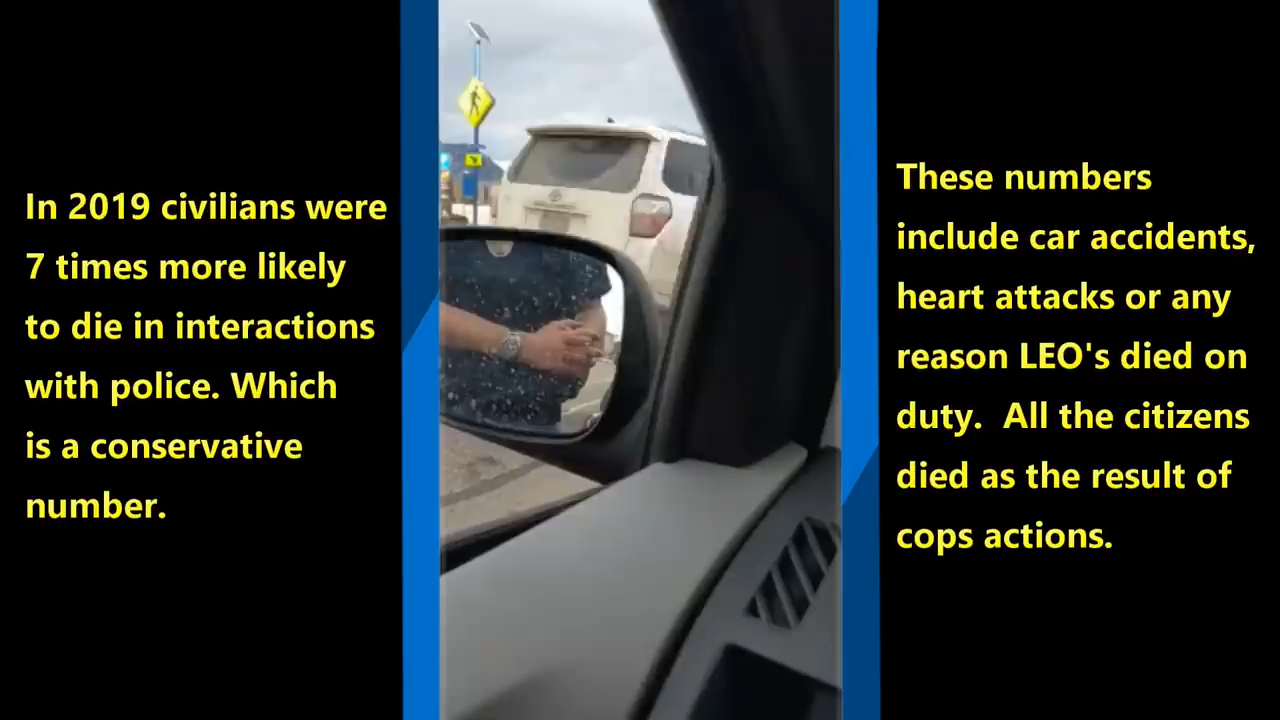 In 2019 civilians were
7 times more likely
to die in interactions
with police. Which
is a conservative
number.
These numbers
include car accidents,
heart attacks or any
reason LEO's died on
duty.  All the citizens
died as the result of
cops actions.